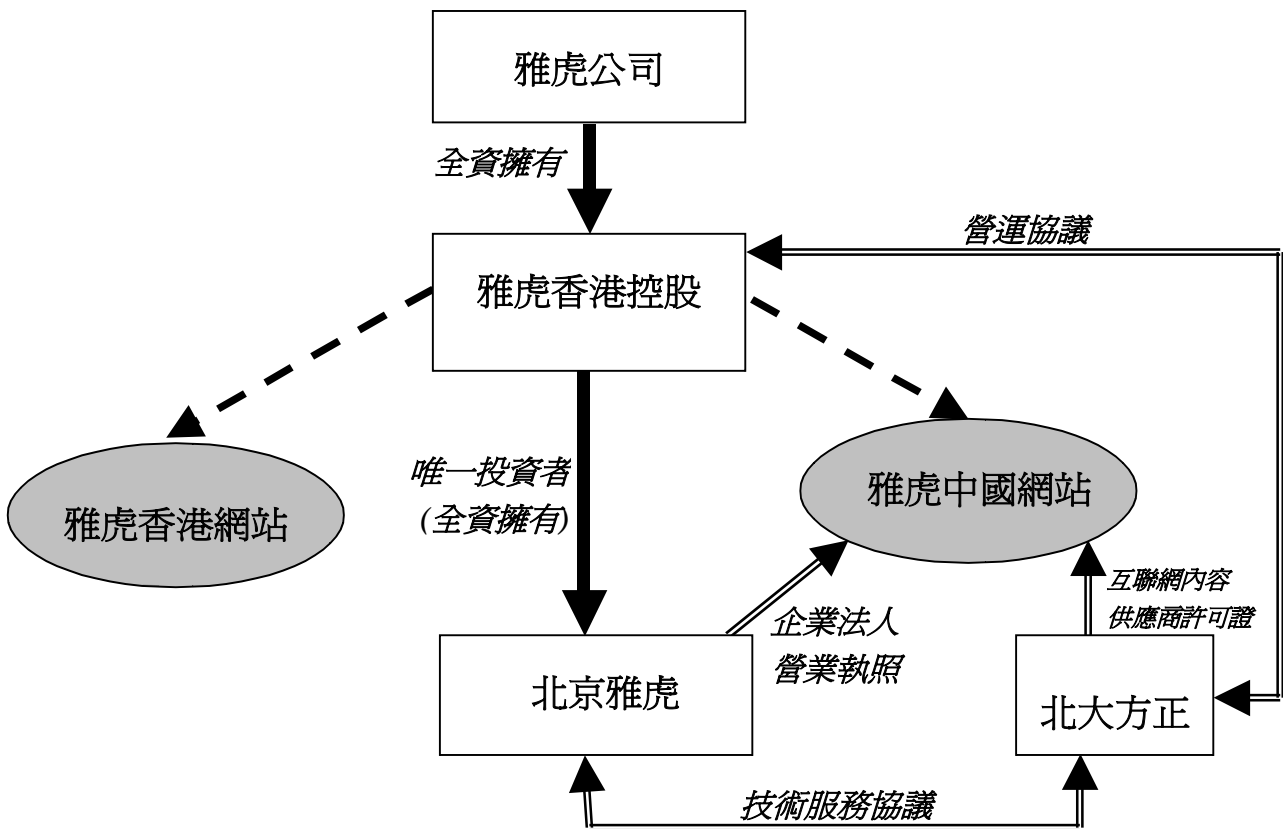 雅虎公司
全資擁有
營運協議
雅虎香港控股
唯一投資者
(全資擁有)
雅虎中國網站
雅虎香港網站
互聯網內容
供應商許可證
企業法人
營業執照
北京雅虎
北大方正
技術服務協議